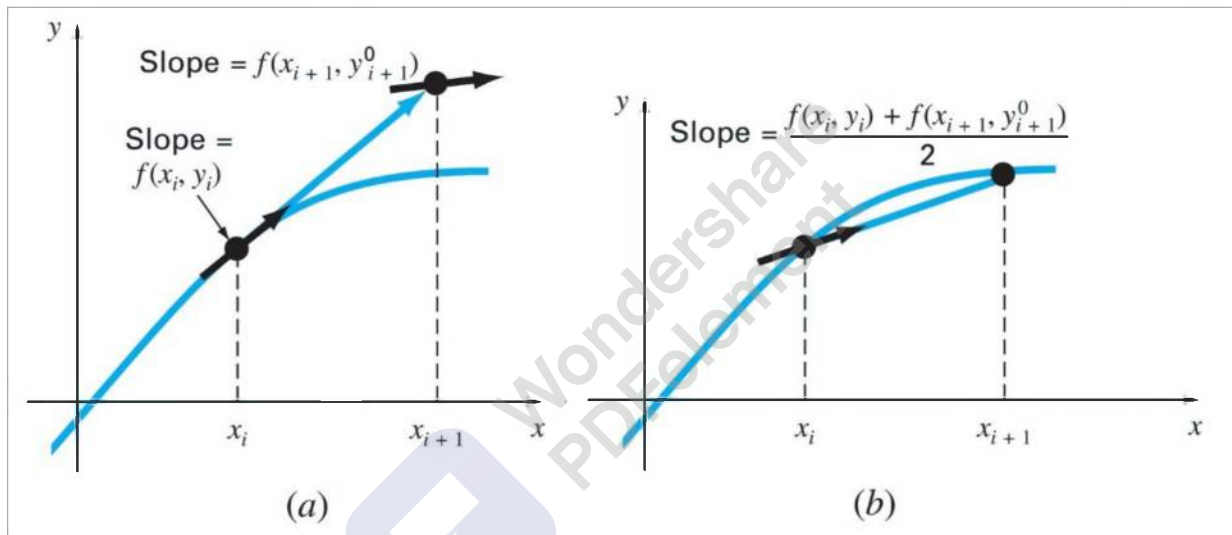 y
Slope = f(x_{i + 1}, y^0_{i + 1})
Slope =
f(x_i, y_i)
x_i
x_{i + 1}
x
(a)
y
Slope = \frac{f(x_i, y_i) + f(x_{i + 1}, y^0_{i + 1})}{2}
x_i
x_{i + 1}
x
(b)
Wondershare
PDFelement